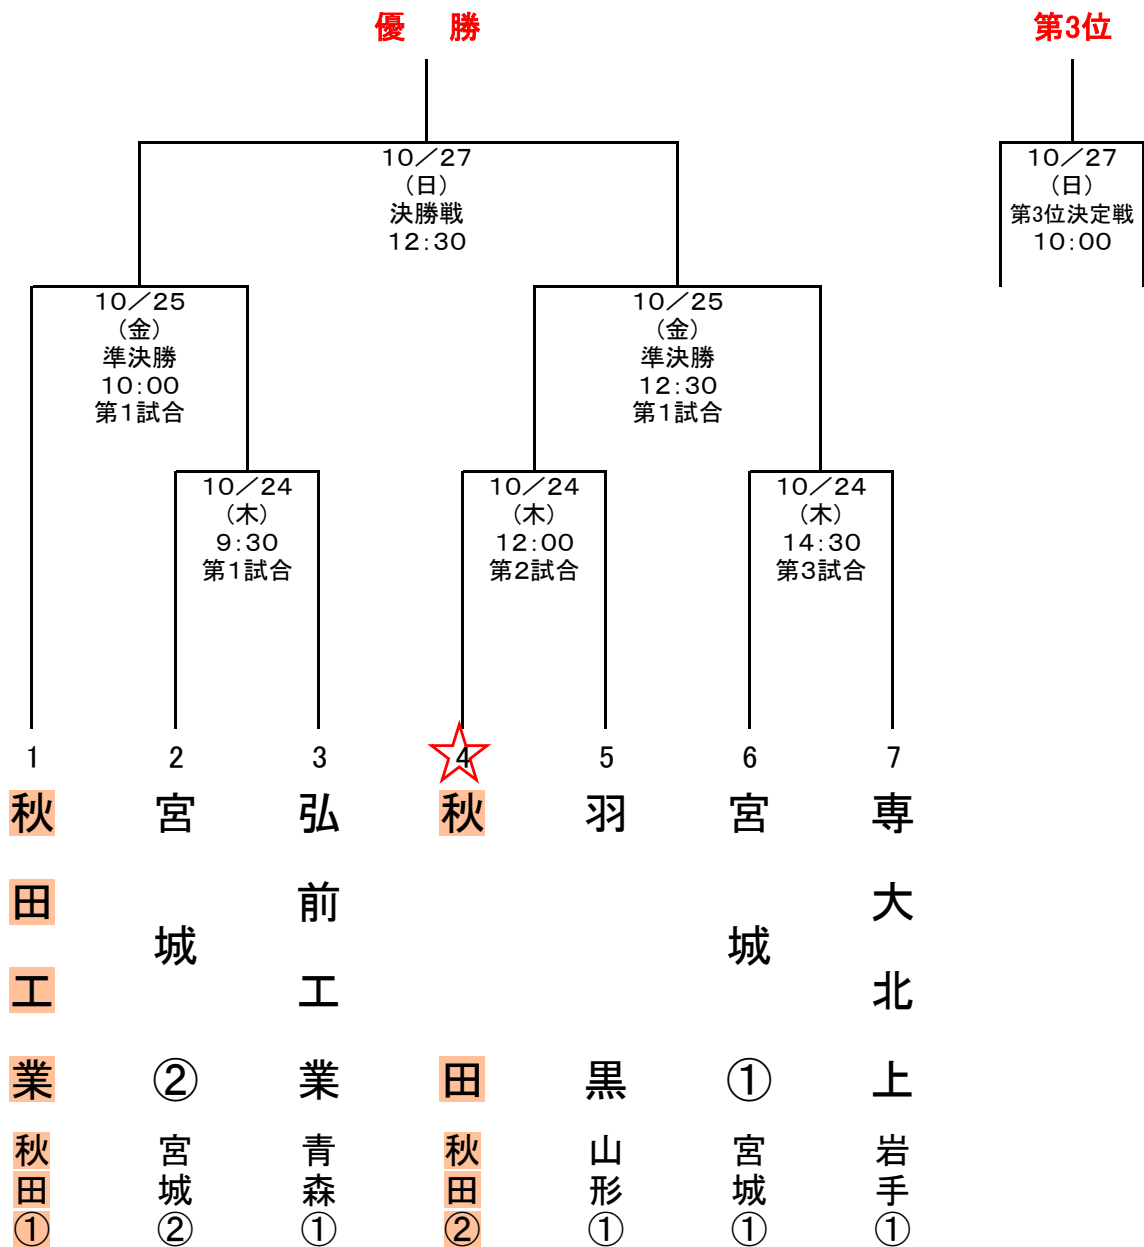 優　勝
第3位
10／27
（日）
決勝戦
12：30
10／27
（日）
第3位決定戦
10：00
10／25
（金）
準決勝
10：00
第1試合
10／25
（金）
準決勝
12：30
第1試合
10／24
（木）
9：30
第1試合
10／24
（木）
12：00
第2試合
10／24
（木）
14：30
第3試合
1
2
3
4
5
6
7
秋田工業
秋田①
宮城②
宮城②
弘前工業
青森①
秋田
秋田②
羽黒
山形①
宮城①
宮城①
専大北上
岩手①